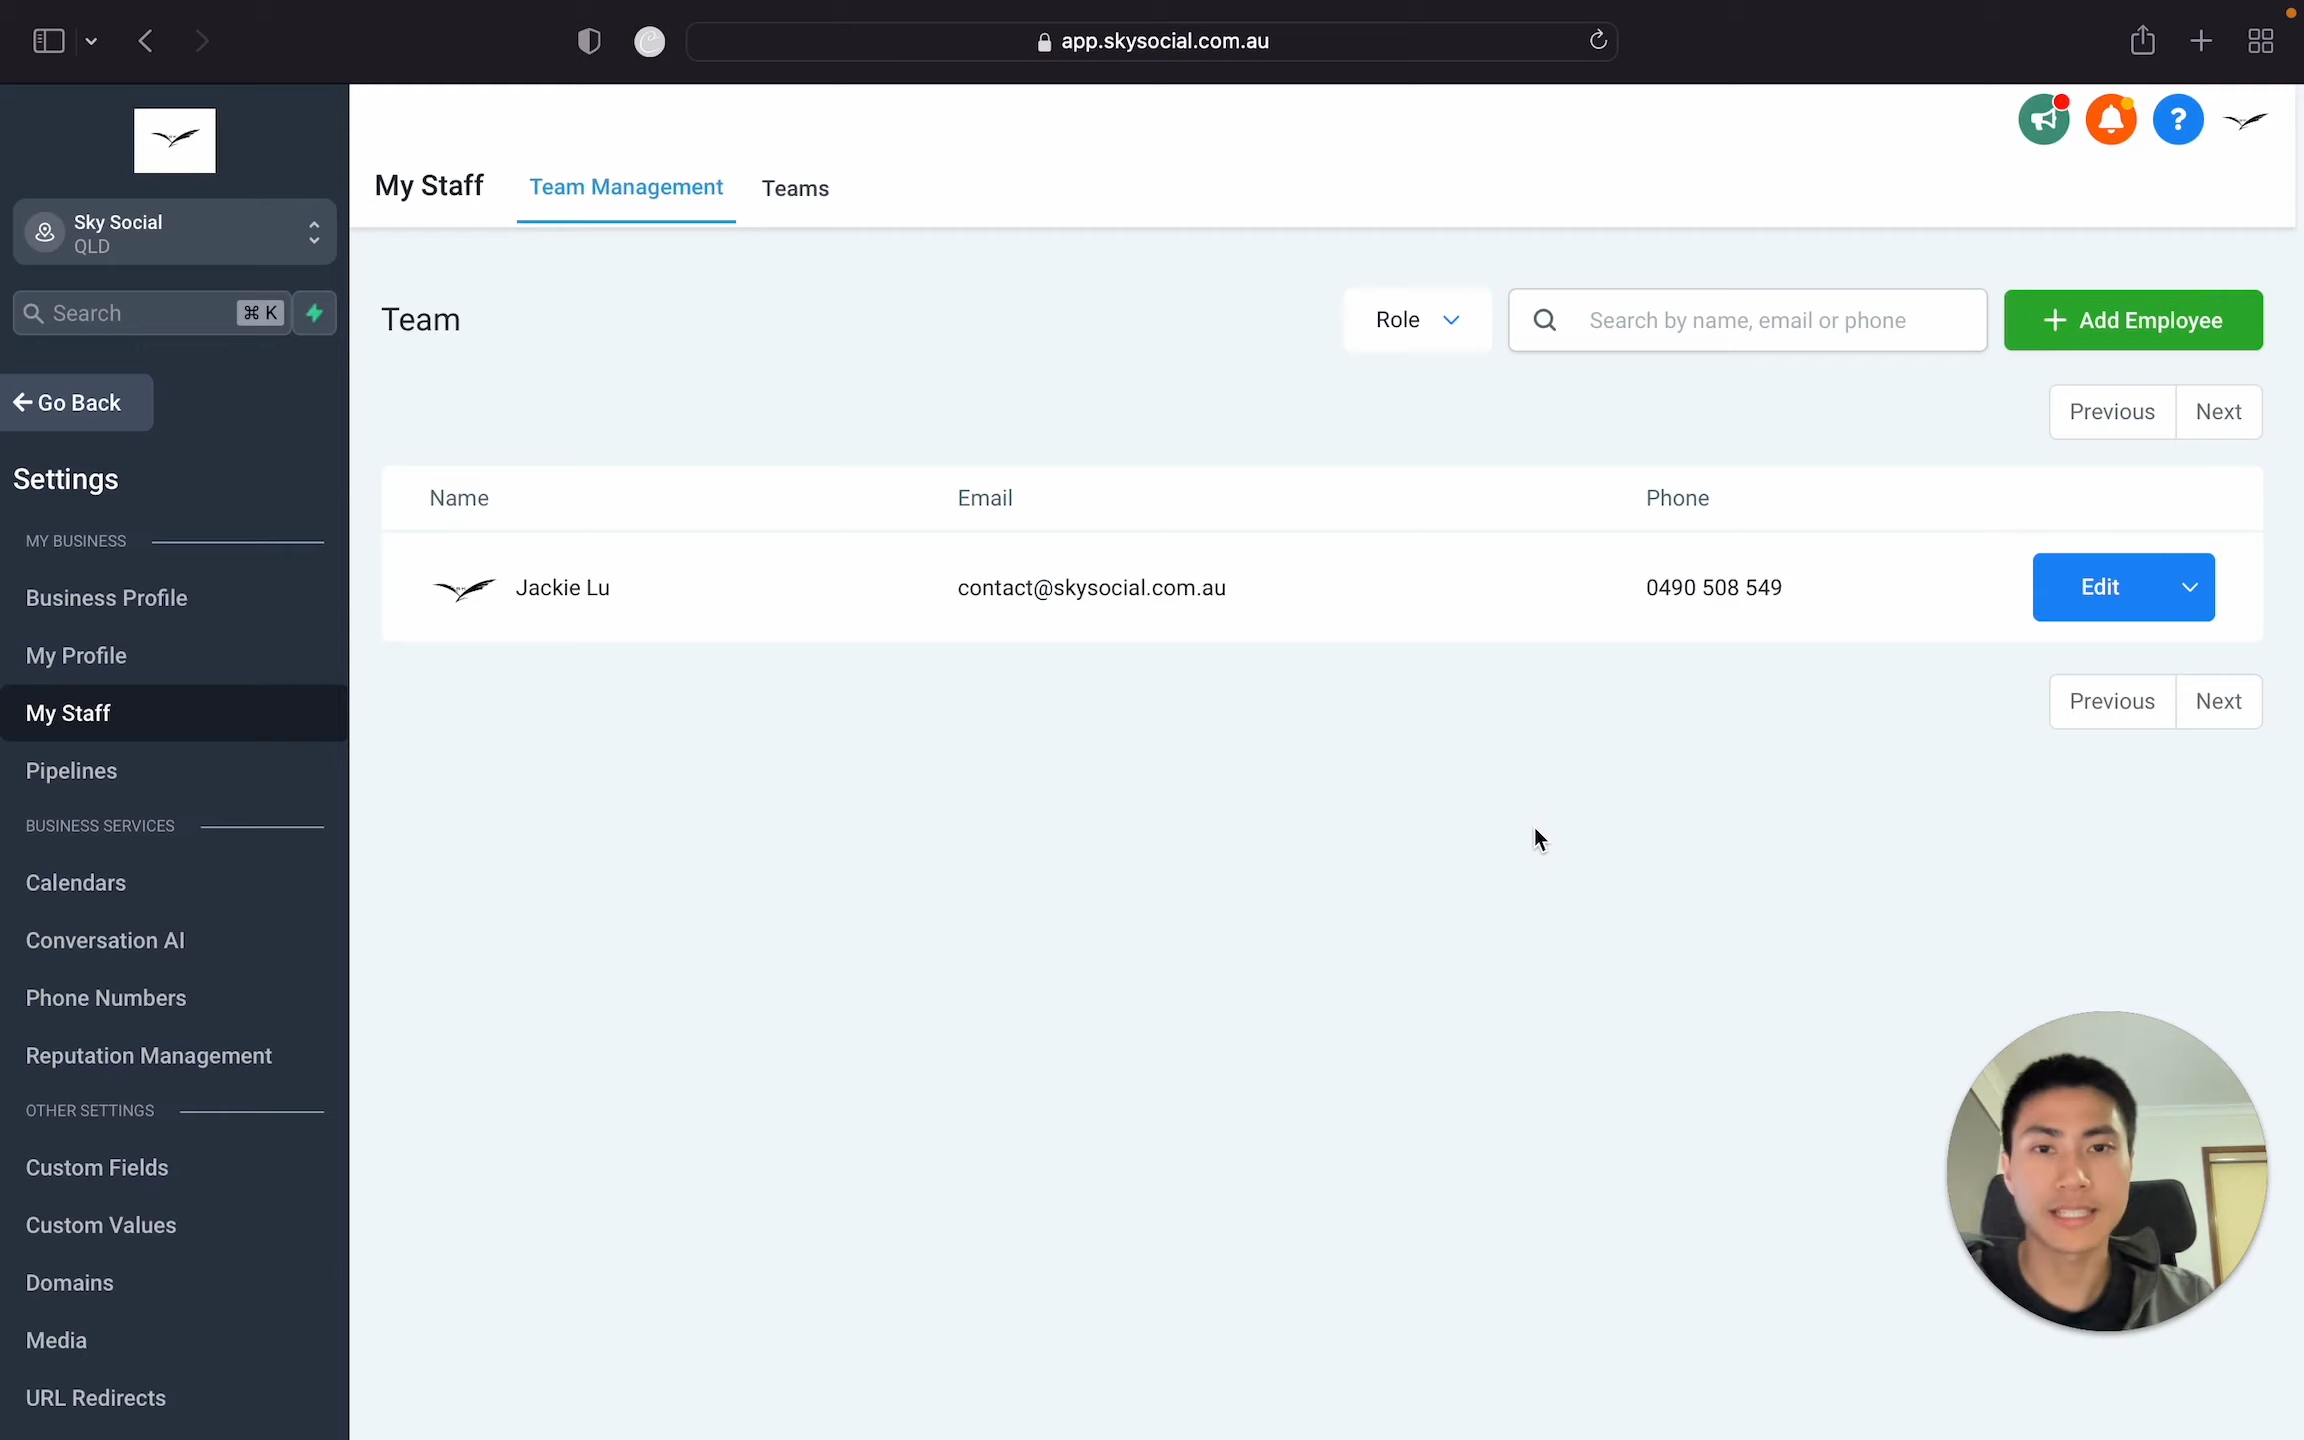 app.skysocial.com.au
Sky Social
QLD
Search ⌘ K
Go Back
Settings
MY BUSINESS
Business Profile
My Profile
My Staff
Pipelines
BUSINESS SERVICES
Calendars
Conversation AI
Phone Numbers
Reputation Management
OTHER SETTINGS
Custom Fields
Custom Values
Domains
Media
URL Redirects
?
My Staff Team Management Teams
Team Role Search by name, email or phone + Add Employee
Previous Next
Name Email Phone
Jackie Lu contact@skysocial.com.au 0490 508 549 Edit
Previous Next